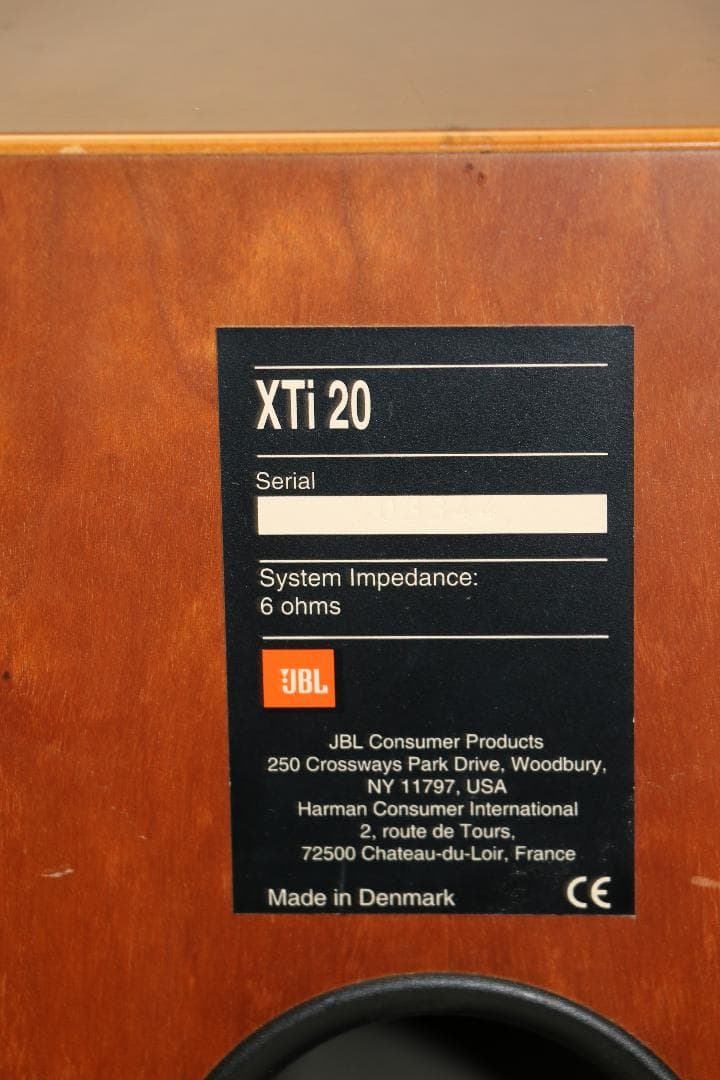 XTi 20
Serial
System Impedance:
6 ohms
JBL
JBL Consumer Products
250 Crossways Park Drive, Woodbury,
NY 11797, USA
Harman Consumer International
2, route de Tours,
72500 Chateau-du-Loir, France
Made in Denmark CE